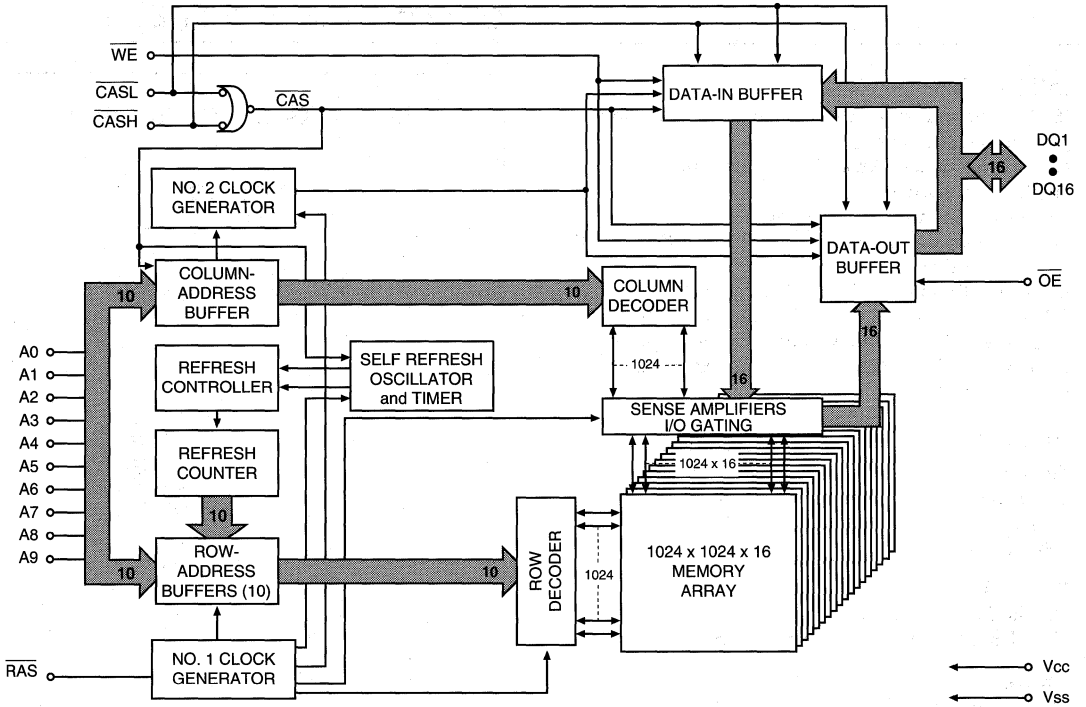 WE
CASL
CASH
CAS
DATA-IN BUFFER
16
DQ1
DQ16
NO. 2 CLOCK
GENERATOR
DATA-OUT
BUFFER
OE
10
COLUMN-
ADDRESS
BUFFER
10
COLUMN
DECODER
16
A0
A1
A2
A3
A4
A5
A6
A7
A8
A9
REFRESH
CONTROLLER
SELF REFRESH
OSCILLATOR
and TIMER
1024
16
SENSE AMPLIFIERS
I/O GATING
REFRESH
COUNTER
1024 x 16
10
10
ROW-
ADDRESS
BUFFERS (10)
10
ROW
DECODER
1024
1024 x 1024 x 16
MEMORY
ARRAY
RAS
NO. 1 CLOCK
GENERATOR
Vcc
Vss